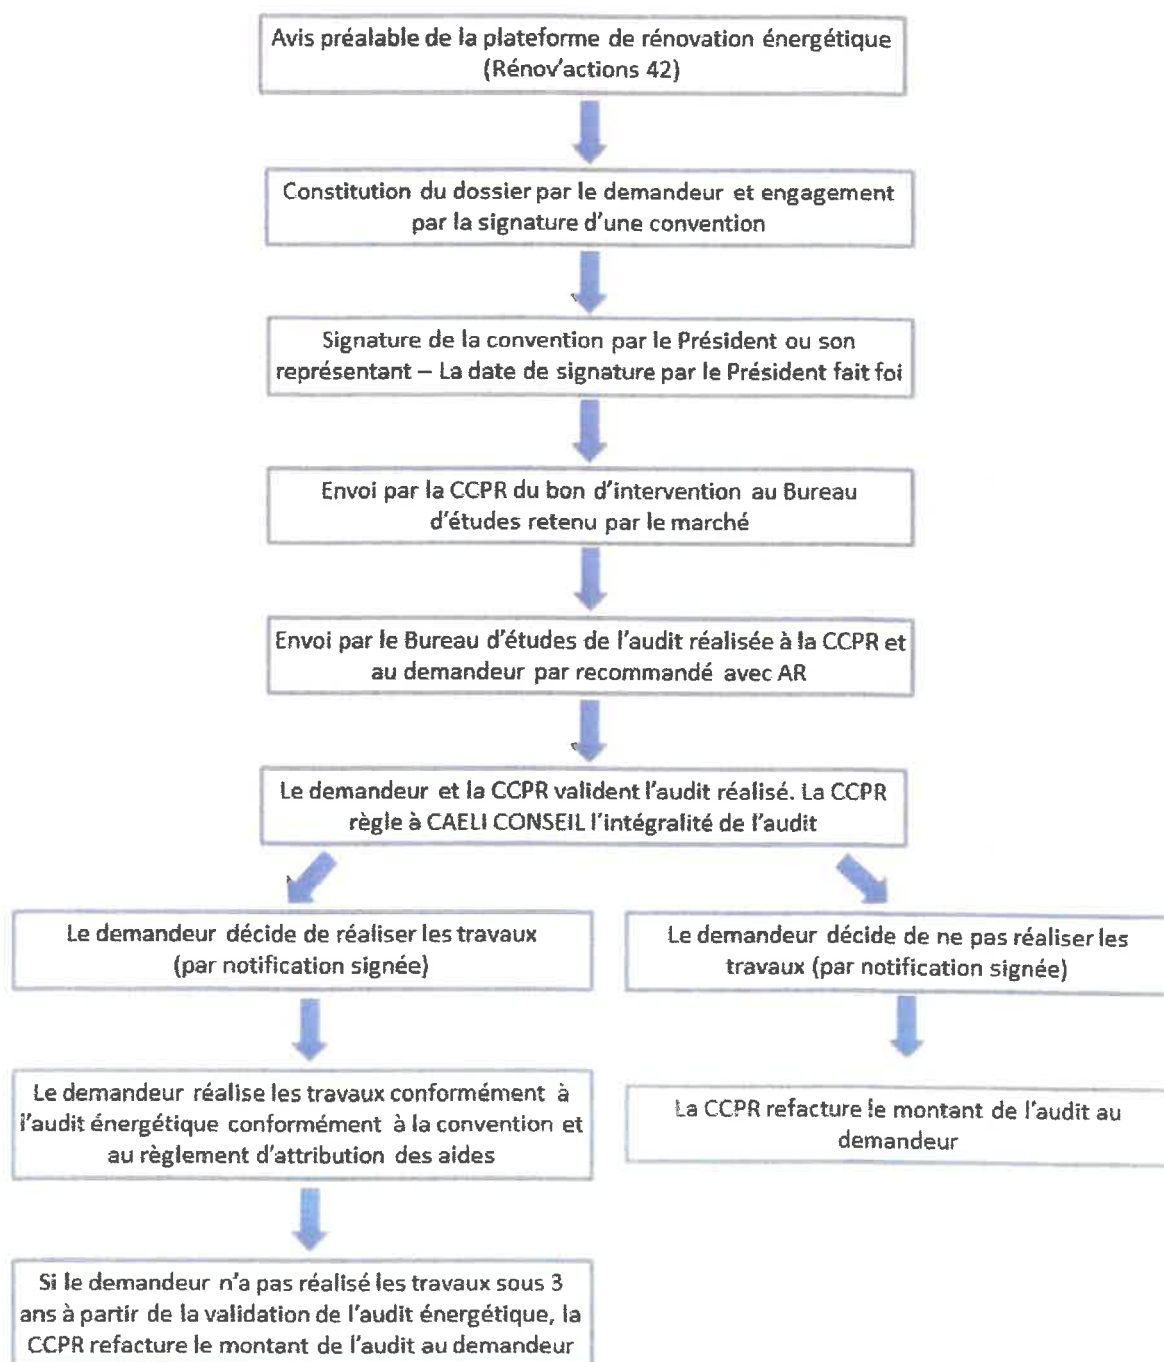 Avis préalable de la plateforme de rénovation énergétique
(Rénov'actions 42)
Constitution du dossier par le demandeur et engagement
par la signature d'une convention
Signature de la convention par le Président ou son
représentant – La date de signature par le Président fait foi
Envoi par la CCPR du bon d'intervention au Bureau
d'études retenu par le marché
Envoi par le Bureau d'études de l'audit réalisée à la CCPR et
au demandeur par recommandé avec AR
Le demandeur et la CCPR valident l'audit réalisé. La CCPR
règle à CAELI CONSEIL l'intégralité de l'audit
Le demandeur décide de réaliser les travaux
(par notification signée)
Le demandeur réalise les travaux conformément à
l'audit énergétique conformément à la convention et
au règlement d'attribution des aides
Si le demandeur n'a pas réalisé les travaux sous 3
ans à partir de la validation de l'audit énergétique, la
CCPR refacture le montant de l'audit au demandeur
Le demandeur décide de ne pas réaliser les
travaux (par notification signée)
La CCPR refacture le montant de l'audit au
demandeur